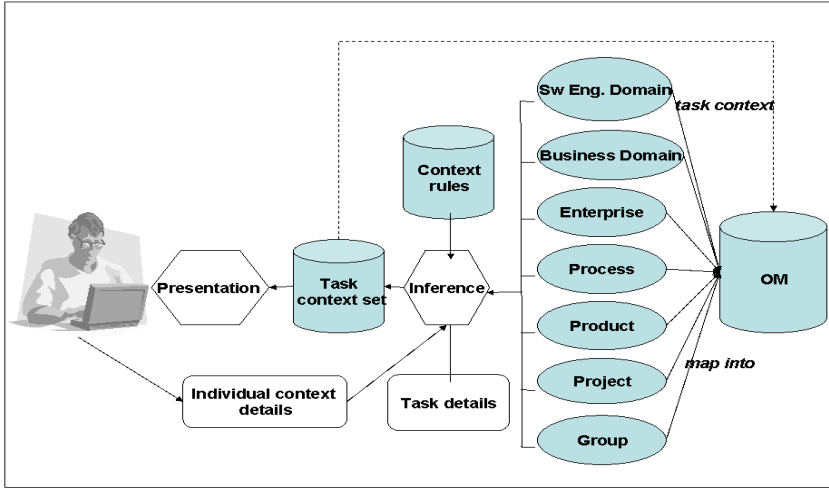 Sw Eng. Domain
task context
Business Domain
Context
rules
Enterprise
Presentation
Task
context set
Inference
Process
OM
Product
map into
Individual context
details
Task details
Project
Group